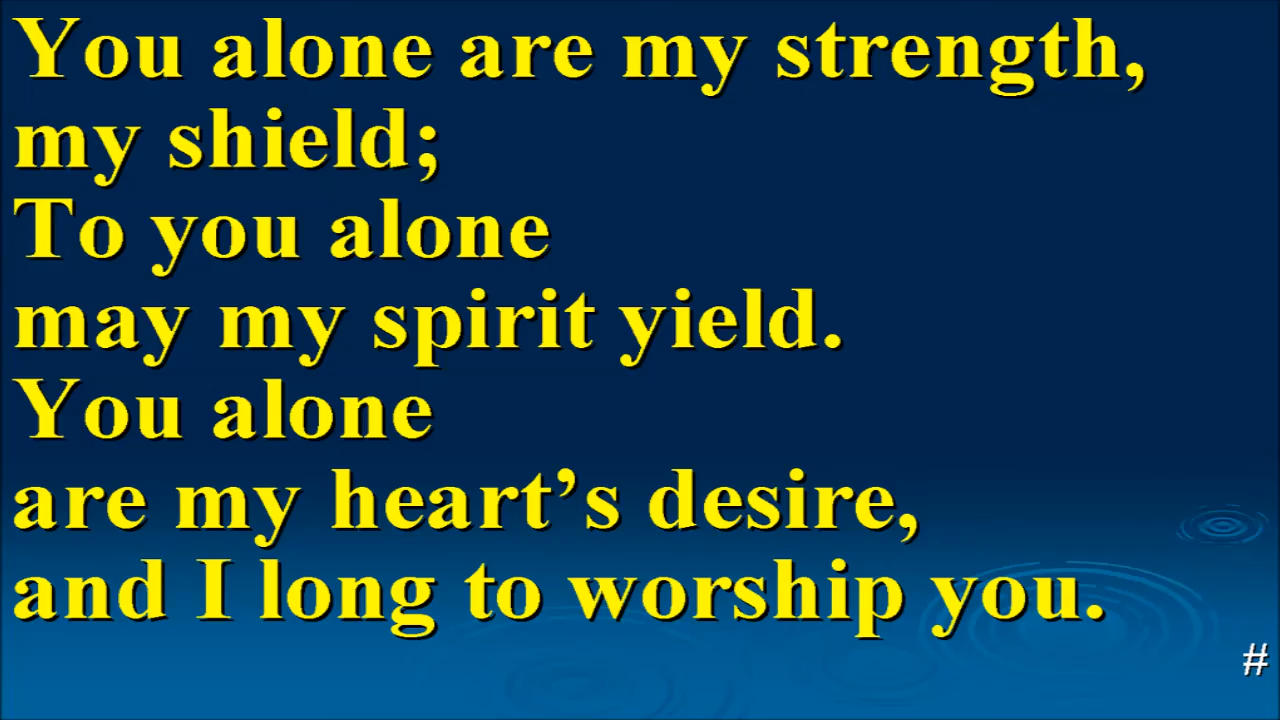 You alone are my strength,
my shield;
To you alone
may my spirit yield.
You alone
are my heart’s desire,
and I long to worship you.
#